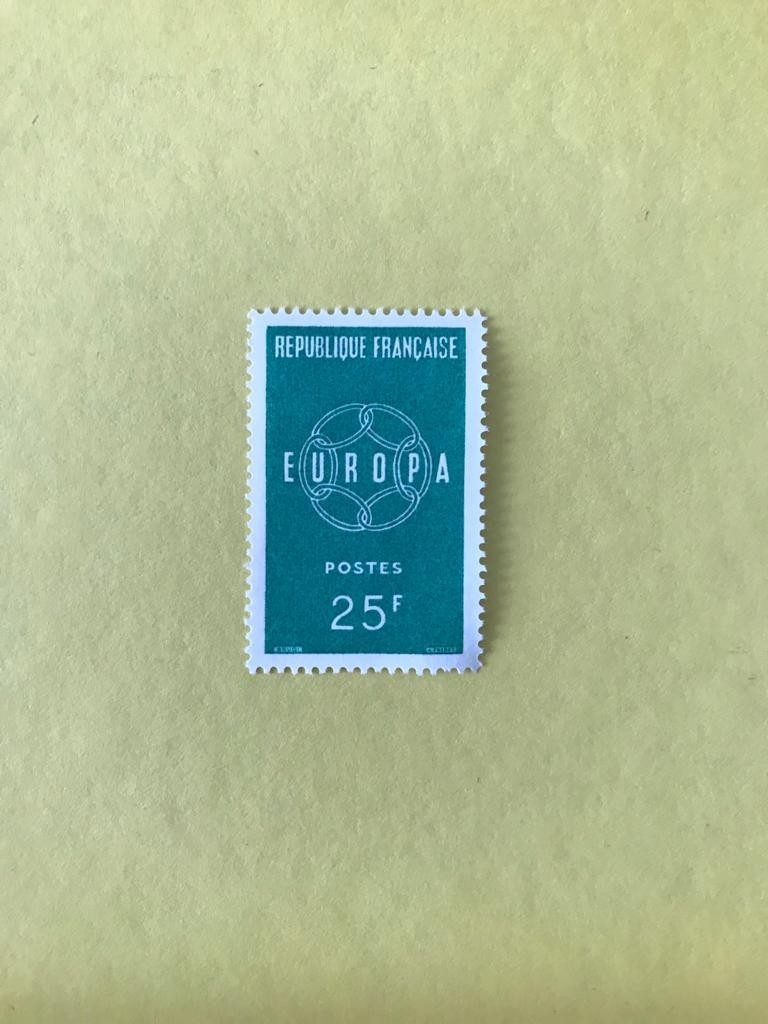 REPUBLIQUE FRANÇAISE
EUROPA
POSTES
25F